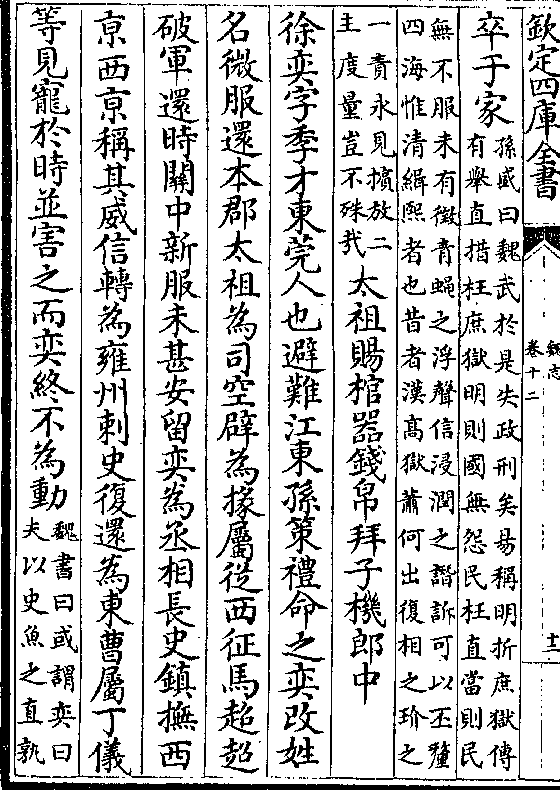 欽定四庫全書
魏志
卷十二
十二
卒于家
孫盛曰魏武於是失政刑矣易稱明折庶獄傳
有舉直措枉庶獄明則國無怨民枉直當則民
無不服未有徵青蠅之浮聲信浸潤之譖訴可以丕釐
四海惟清緝熙者也昔者漢髙獄蕭何出復相之玠之
一責永見擯放二
主度量豈不殊哉
太祖賜棺器錢帛拜子機郎中
徐奕字季才東莞人也避難江東孫策禮命之奕改姓
名微服還本郡太祖為司空辟為掾屬從西征馬超超
破軍還時關中新服未甚安留奕為丞相長史鎮撫西
京西京稱其威信轉為雍州刺史復還為東曹屬丁儀
等見寵於時並害之而奕終不為動
魏書曰或謂奕曰
夫以史魚之直孰